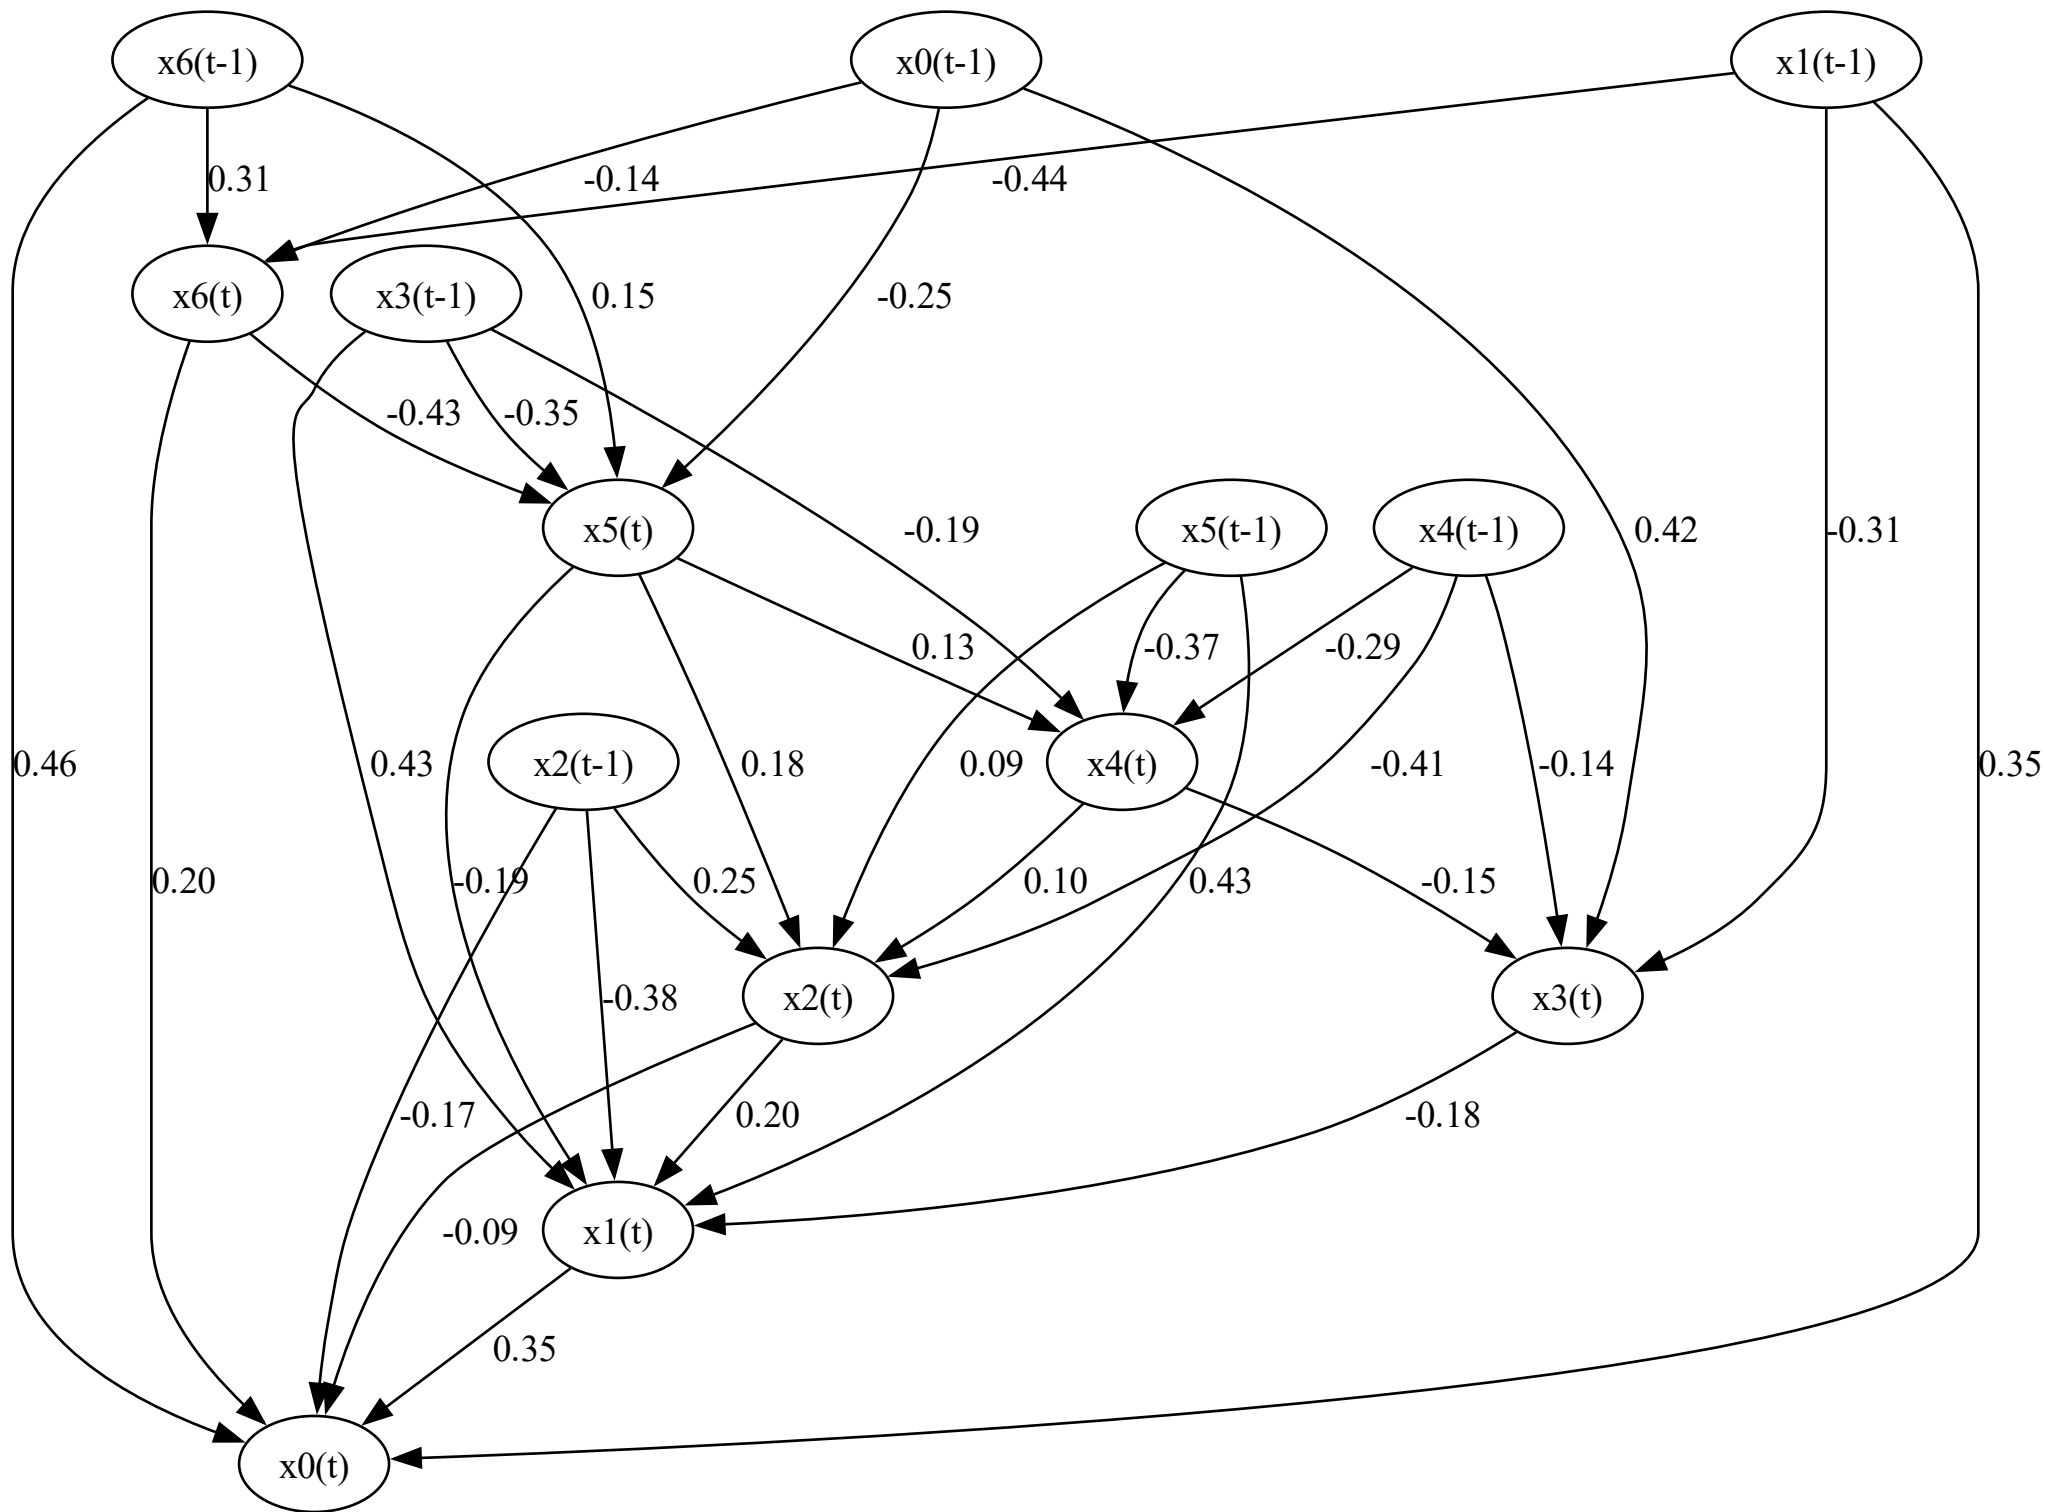 x6(t-1) x0(t-1) x1(t-1)
0.31 -0.14 -0.44
x6(t) x3(t-1) 0.15 -0.25
-0.43 -0.35
x5(t) -0.19 x5(t-1) x4(t-1) 0.42 -0.31
0.13 -0.37 -0.29
0.46 0.43 x2(t-1) 0.18 0.09 x4(t) -0.41 -0.14 0.35
0.20 -0.19 0.25 0.10 0.43 -0.15
-0.38 x2(t) x3(t)
-0.17 0.20 -0.18
-0.09 x1(t)
0.35
x0(t)